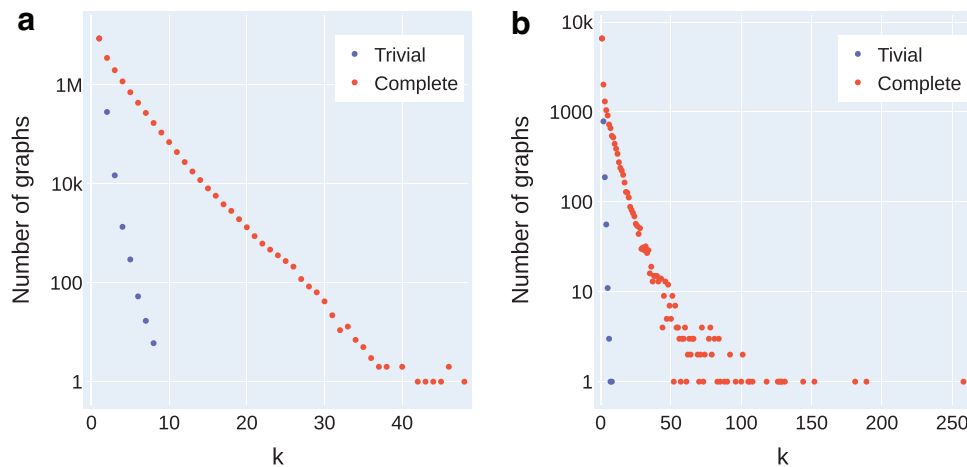 a
Trivial
Complete
Number of graphs
1M
10k
100
1
0
10
20
30
40
k
b
Tivial
Complete
Number of graphs
10k
1000
100
10
1
0
50
100
150
200
250
k